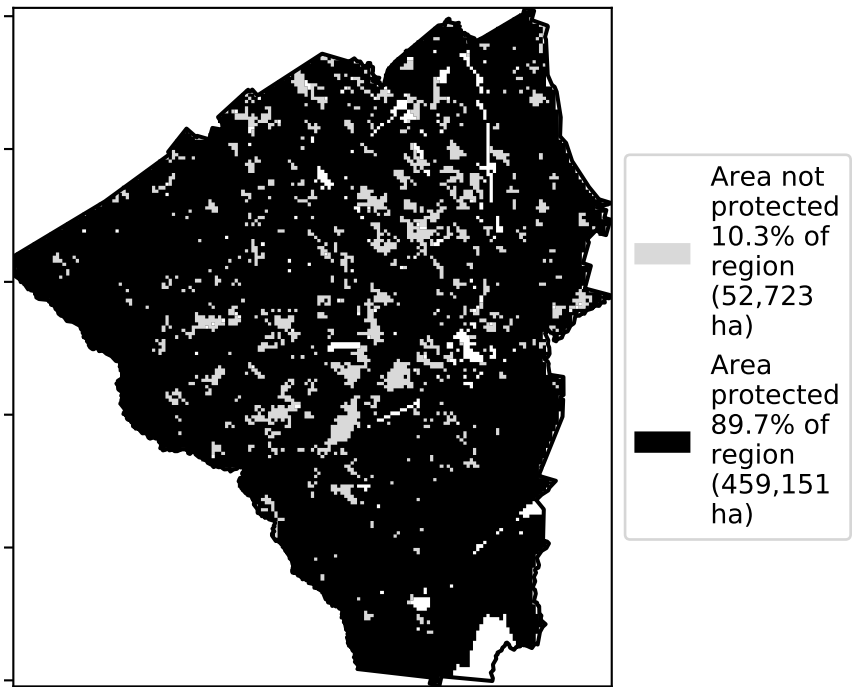 Area not
protected
10.3% of
region
(52,723
ha)
Area
protected
89.7% of
region
(459,151
ha)